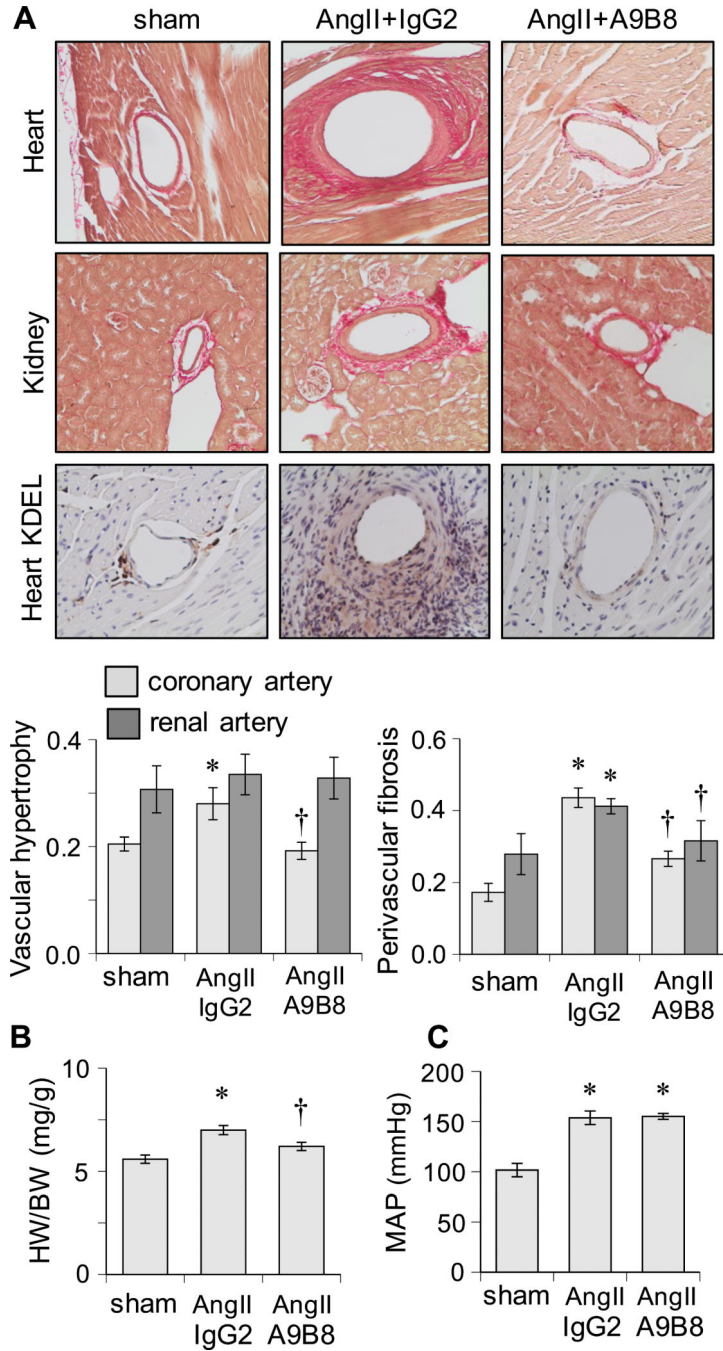 A
sham
AngII+IgG2
AngII+A9B8
Heart
Kidney
Heart KDEL
coronary artery
renal artery
Vascular hypertrophy
0.4
0.2
0.0
*
†
sham
AngII
IgG2
AngII
A9B8
Perivascular fibrosis
0.6
0.4
0.2
0.0
*
*
†
†
sham
AngII
IgG2
AngII
A9B8
B
HW/BW (mg/g)
10
5
0
*
†
sham
AngII
IgG2
AngII
A9B8
C
MAP (mmHg)
200
150
100
50
0
*
*
sham
AngII
IgG2
AngII
A9B8